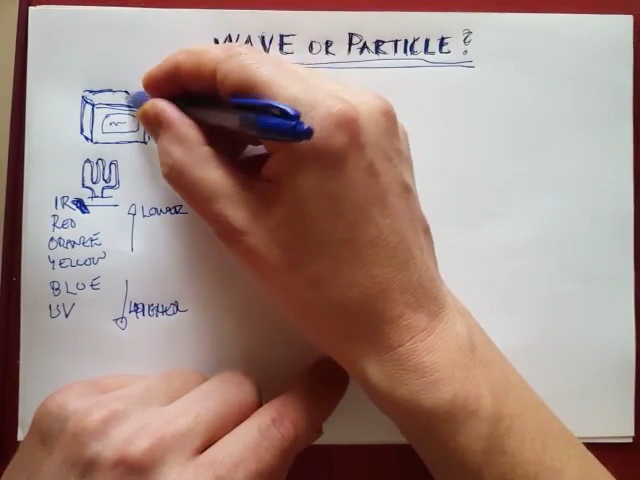 WAVE OR PARTICLE?
IR
LOWER
RED
ORANGE
YELLOW
BLUE
UV
HIGHER